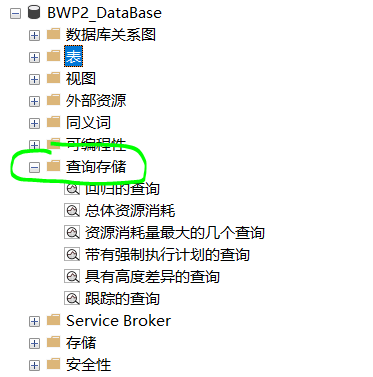 BWP2_DataBase
数据库关系图
表
视图
外部资源
同义词
可编程性
查询存储
回归的查询
总体资源消耗
资源消耗量最大的几个查询
带有强制执行计划的查询
具有高度差异的查询
跟踪的查询
Service Broker
存储
安全性